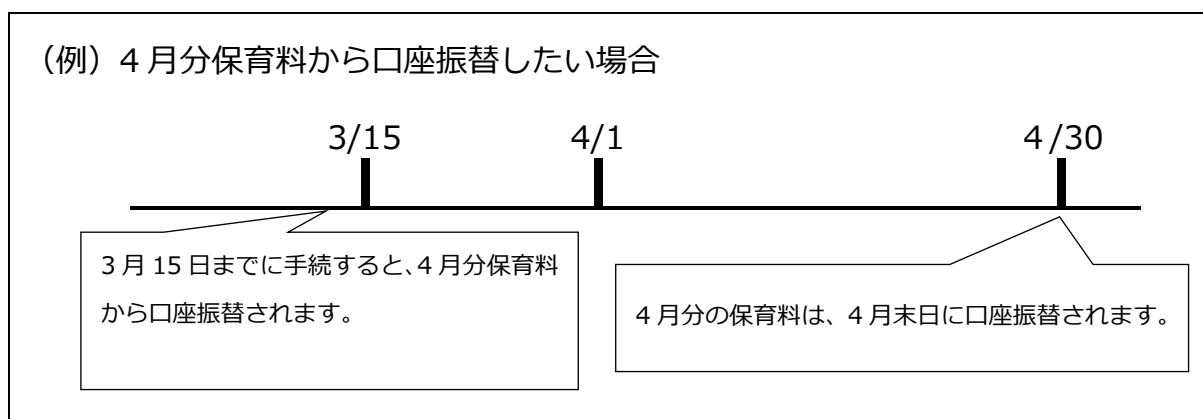 （例）４月分保育料から口座振替したい場合
3/15 4/1 ４/30
３月 15 日までに手続すると、４月分保育料
から口座振替されます。
４月分の保育料は、４月末日に口座振替されます。